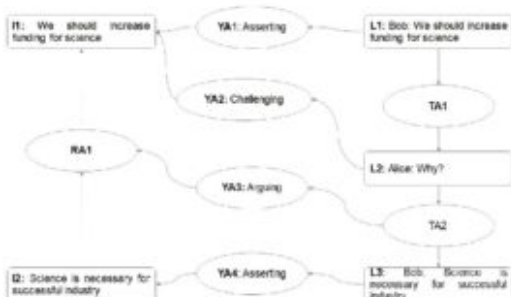 I1: We should increase
funding for science
YA1: Asserting
L1: Bob: We should increase
funding for science
YA2: Challenging
TA1
RA1
L2: Alice: Why?
YA3: Arguing
TA2
I2: Science is necessary for
successful industry
YA4: Asserting
L3: Bob: Science is
necessary for successful
industry